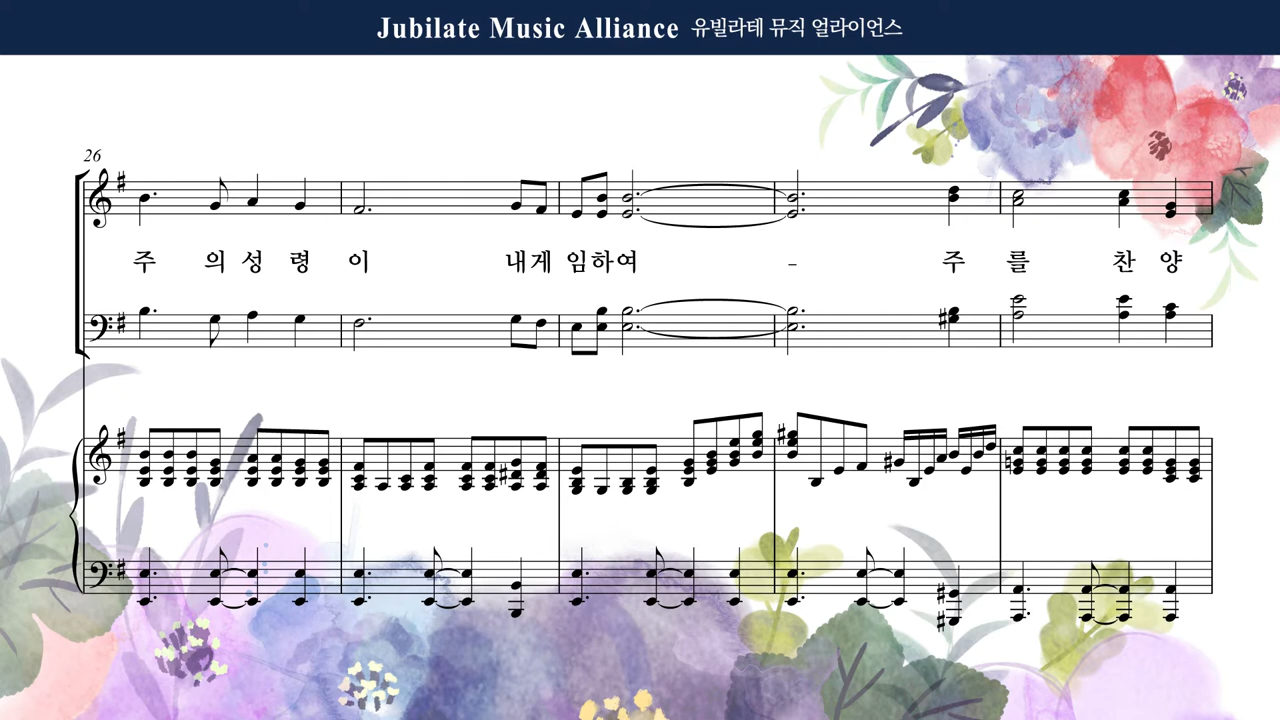 Jubilate Music Alliance 유빌라테 뮤직 얼라이언스
26
주 의 성 령 이 내게 임하여 - 주 를 찬 양